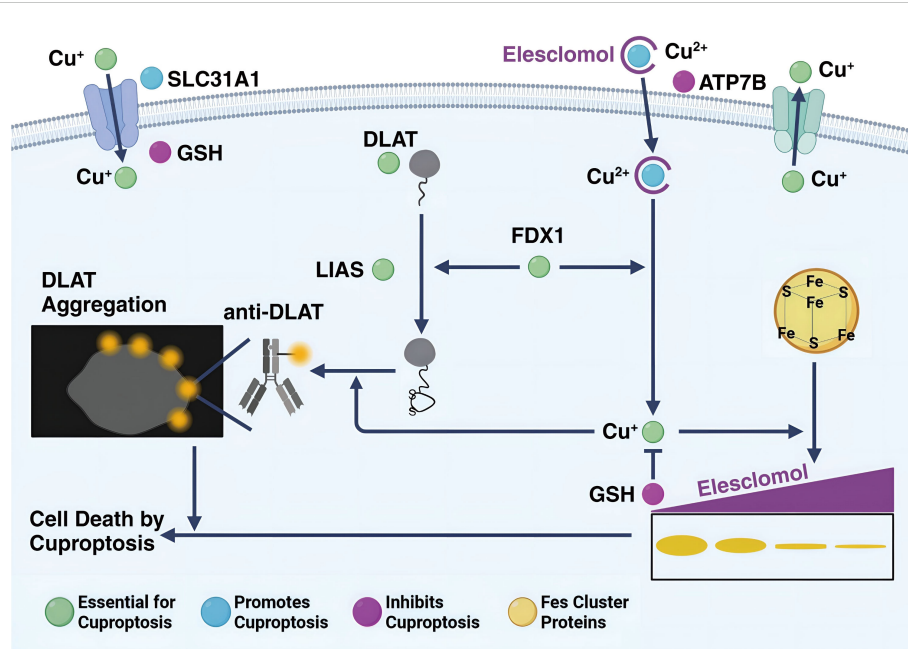 Cu⁺
SLC31A1
GSH
Cu⁺
Elesclomol
Cu²⁺
ATP7B
Cu⁺
Cu²⁺
Cu⁺
DLAT
FDX1
LIAS
DLAT
Aggregation
anti-DLAT
S
S
Fe
S
S
Fe
Fe
S
Fe
Cu⁺
GSH
Elesclomol
Cell Death by
Cuproptosis
Essential for
Cuproptosis
Promotes
Cuproptosis
Inhibits
Cuproptosis
Fes Cluster
Proteins